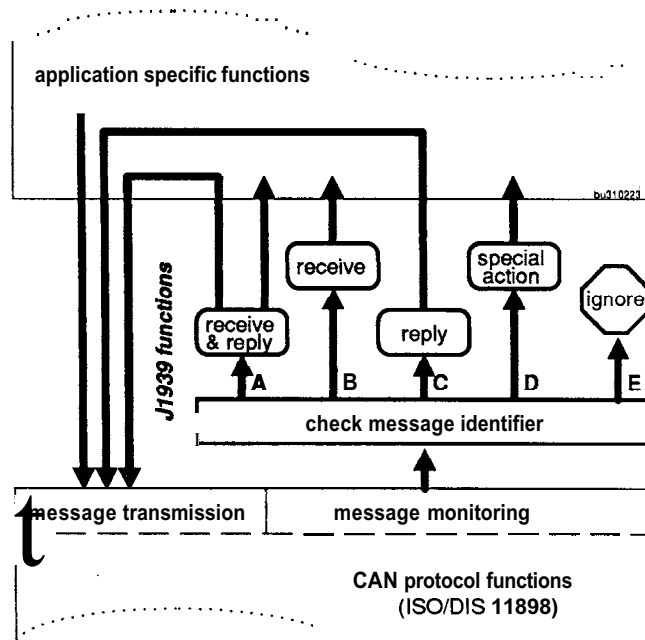 application specific functions
bu310223
J1939 functions
receive
special
action
ignore
receive
& reply
reply
A
B
C
D
E
check message identifier
message transmission
message monitoring
CAN protocol functions
(ISO/DIS 11898)